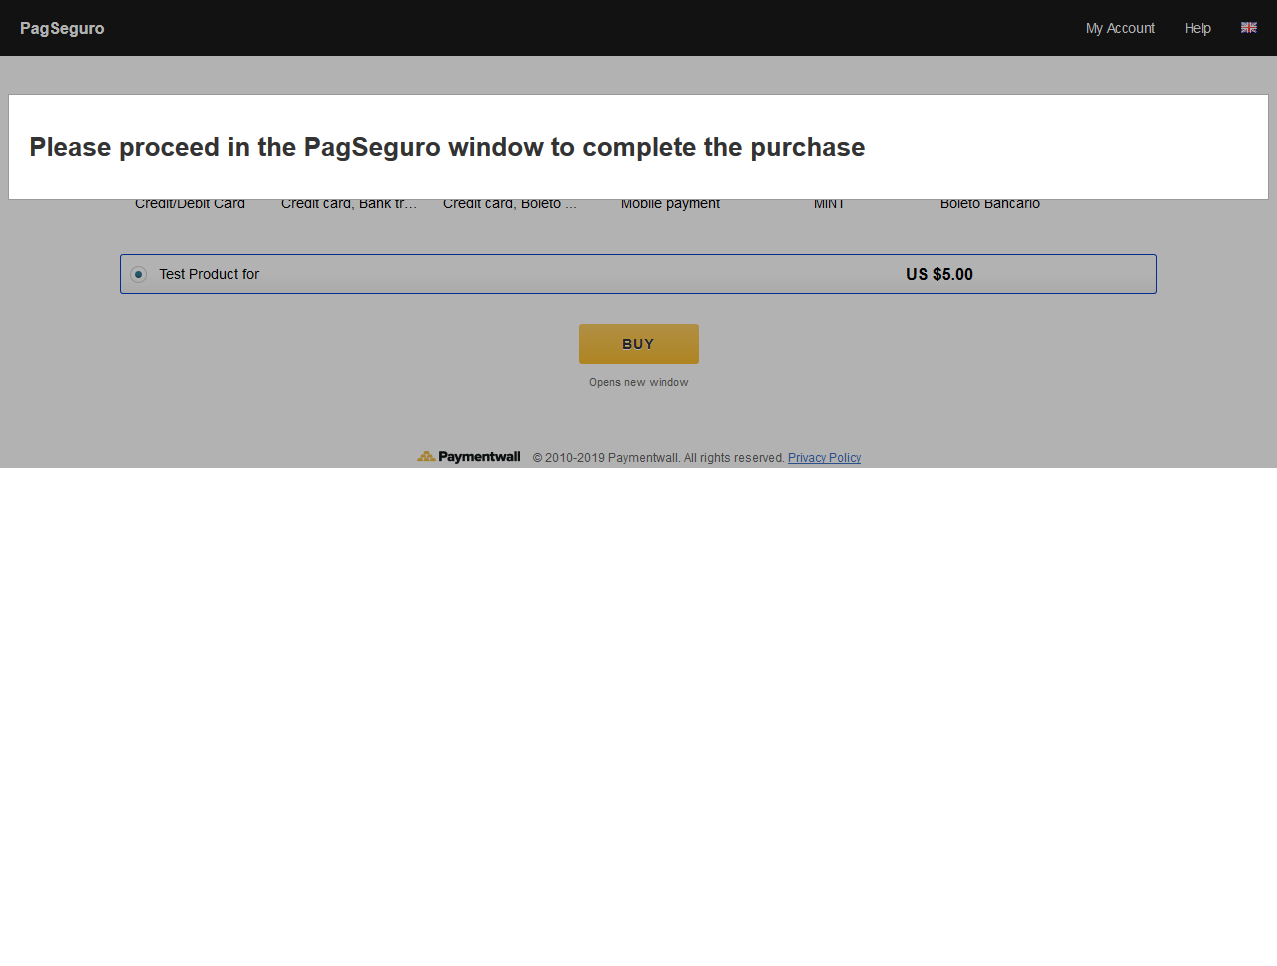 PagSeguro My Account Help
Please proceed in the PagSeguro window to complete the purchase
Credit/Debit Card Credit card, Bank tr... Credit card, Boleto ... Mobile payment MINT Boleto Bancario
Test Product for US $5.00
BUY
Opens new window
Paymentwall © 2010-2019 Paymentwall. All rights reserved. Privacy Policy